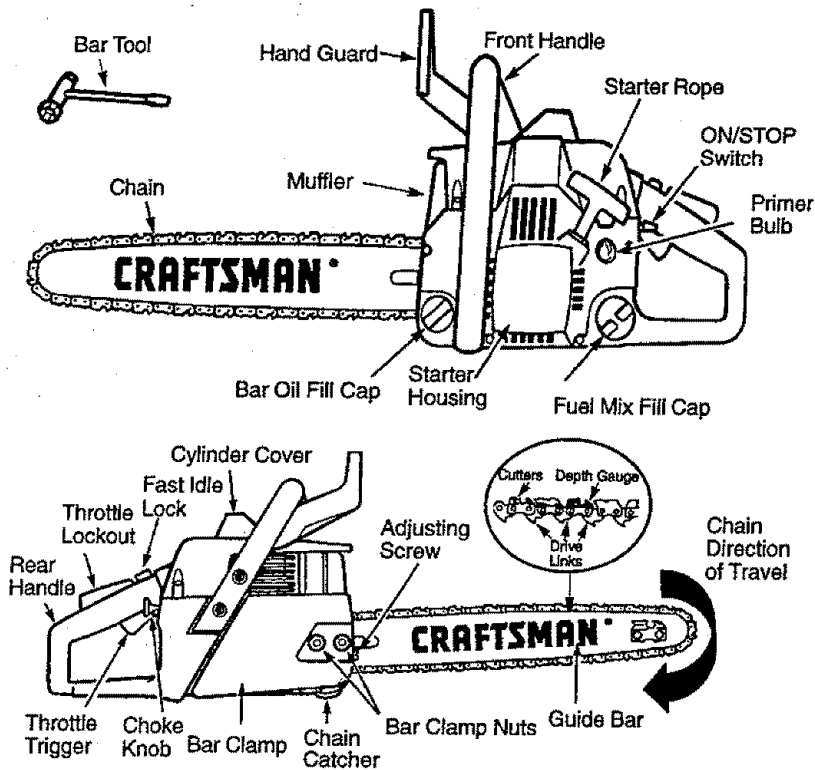 Bar Tool
Hand Guard
Front Handle
Starter Rope
ON/STOP
Switch
Chain
Muffler
Primer
Bulb
CRAFTSMAN
Bar Oil Fill Cap
Starter
Housing
Fuel Mix Fill Cap
Cylinder Cover
Fast Idle
Lock
Throttle
Lockout
Rear
Handle
Adjusting
Screw
Cutters
Depth Gauge
Drive
Links
Chain
Direction
of Travel
CRAFTSMAN
Throttle
Trigger
Choke
Knob
Bar Clamp
Chain
Catcher
Bar Clamp Nuts
Guide Bar